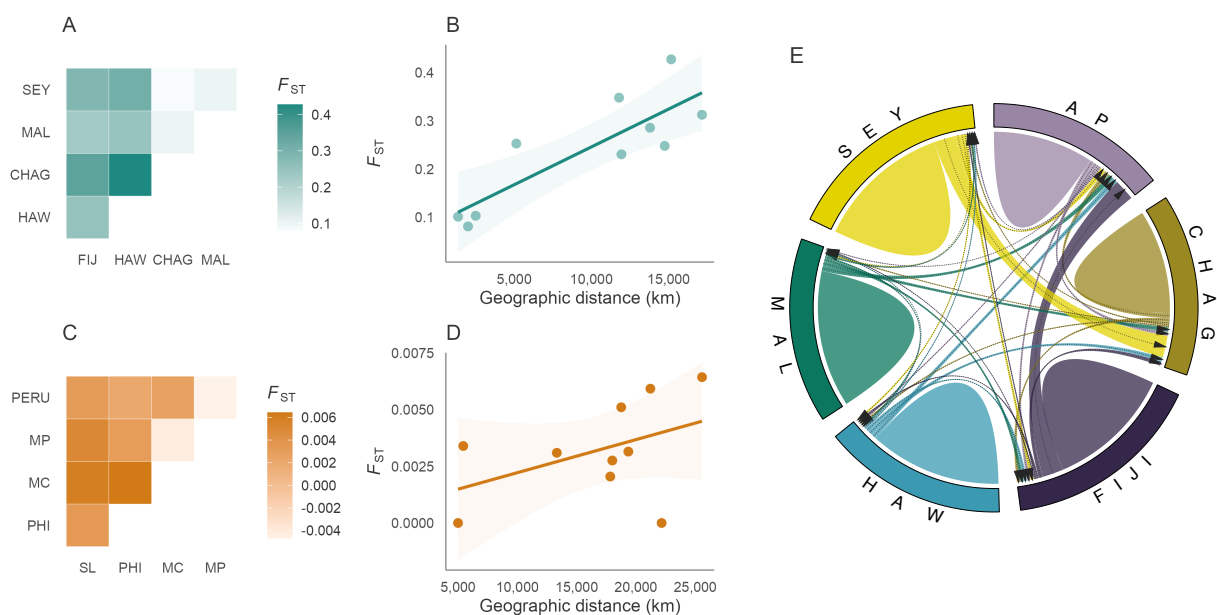 A
SEY
MAL
CHAG
HAW
FIJ HAW CHAG MAL
FST
0.4
0.3
0.2
0.1
B
FST
0.4
0.3
0.2
0.1
5,000 10,000 15,000
Geographic distance (km)
C
PERU
MP
MC
PHI
SL PHI MC MP
FST
0.006
0.004
0.002
0.000
-0.002
-0.004
D
FST
0.0075
0.0050
0.0025
0.0000
5,000 10,000 15,000 20,000 25,000
Geographic distance (km)
E
SEY
AP
CHAG
FIJI
HAW
MAL